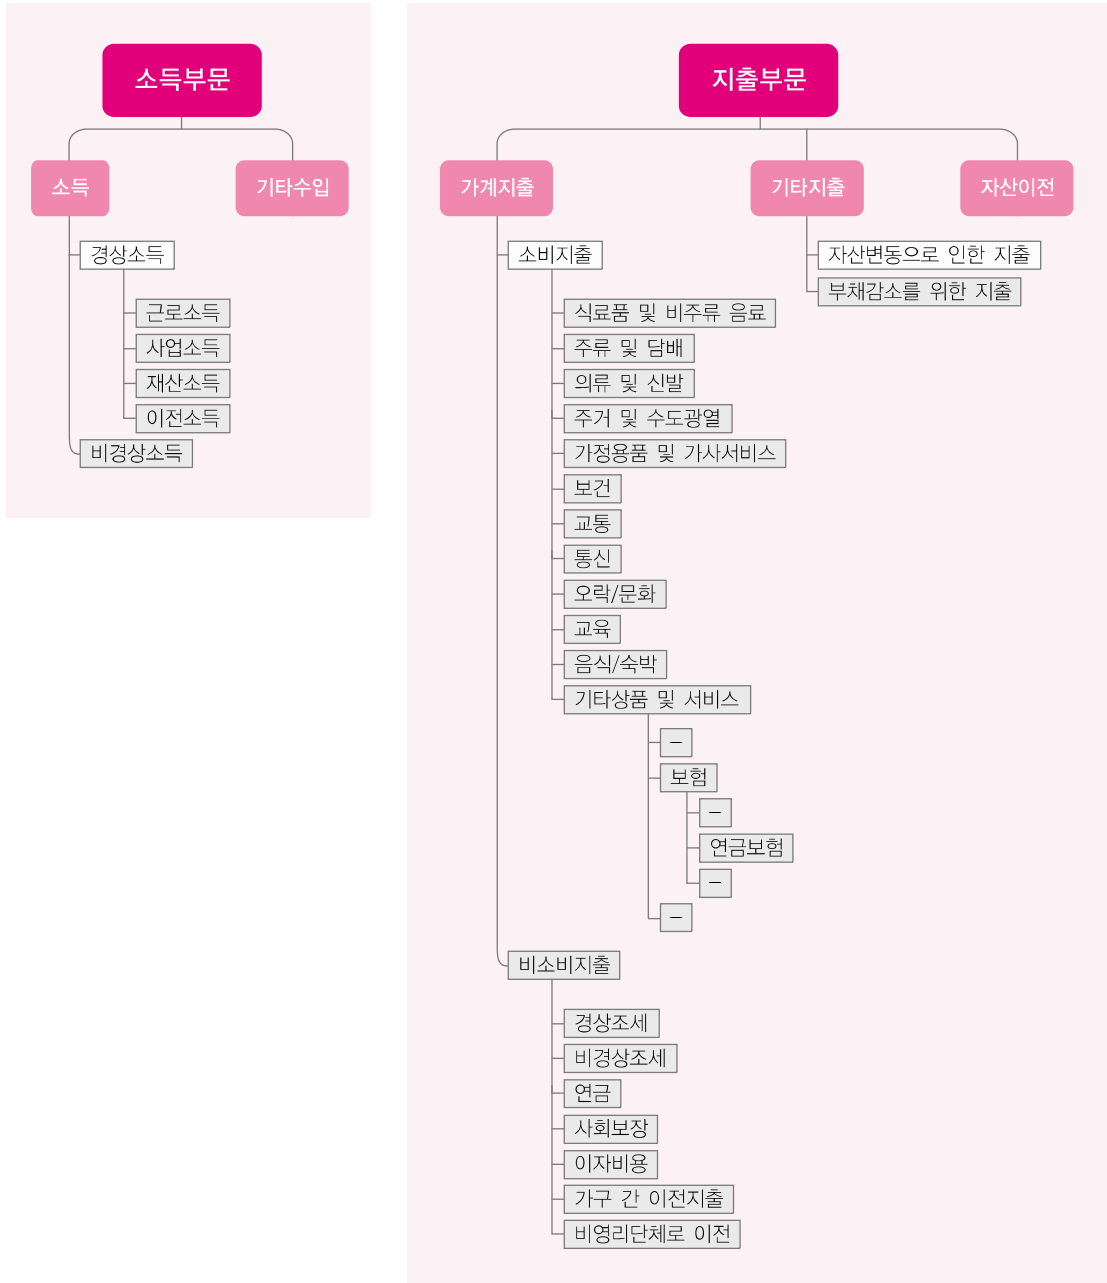 소득부문
소득
기타수입
경상소득
근로소득
사업소득
재산소득
이전소득
비경상소득
지출부문
가계지출
기타지출
자산이전
소비지출
식료품 및 비주류 음료
주류 및 담배
의류 및 신발
주거 및 수도광열
가정용품 및 가사서비스
보건
교통
통신
오락/문화
교육
음식/숙박
기타상품 및 서비스
–
보험
–
연금보험
–
–
비소비지출
경상조세
비경상조세
연금
사회보장
이자비용
가구 간 이전지출
비영리단체로 이전
자산변동으로 인한 지출
부채감소를 위한 지출